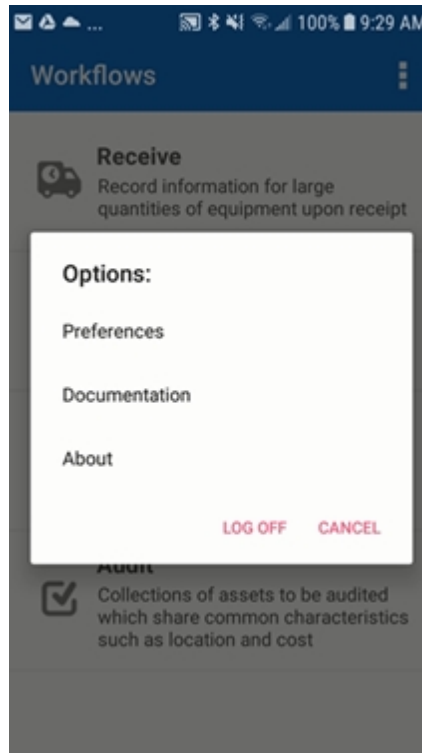 ... 100% 9:29 AM
Workflows
Receive
Record information for large
quantities of equipment upon receipt
Options:
Preferences
Documentation
About
LOG OFF CANCEL
Audit
Collections of assets to be audited
which share common characteristics
such as location and cost